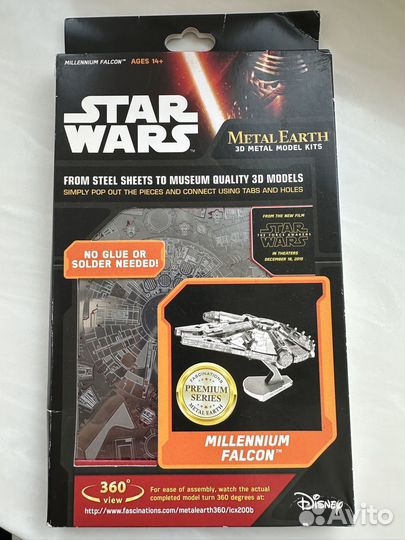 MILLENNIUM FALCON™ AGES 14+
STAR
WARS
METAL EARTH
3D METAL MODEL KITS
FROM STEEL SHEETS TO MUSEUM QUALITY 3D MODELS
SIMPLY POP OUT THE PIECES AND CONNECT USING TABS AND HOLES
FROM THE NEW FILM
STAR
THE FORCE AWAKENS
WARS
IN THEATERS
DECEMBER 18, 2015
NO GLUE OR
SOLDER NEEDED!
FASCINATIONS
PREMIUM
SERIES
METAL EARTH
MILLENNIUM
FALCON™
360°
view
For ease of assembly, watch the actual
completed model turn 360 degrees at:
http://www.fascinations.com/metalearth360/icx200b
Disney
Avito